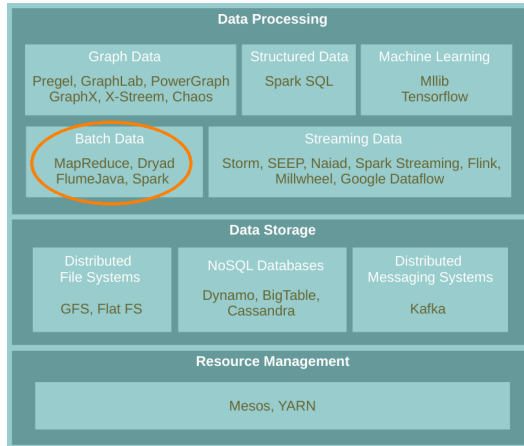 Data Processing
Graph Data
Pregel, GraphLab, PowerGraph
GraphX, X-Streem, Chaos
Structured Data
Spark SQL
Machine Learning
Mllib
Tensorflow
Batch Data
MapReduce, Dryad
FlumeJava, Spark
Streaming Data
Storm, SEEP, Naiad, Spark Streaming, Flink,
Millwheel, Google Dataflow
Data Storage
Distributed
File Systems
GFS, Flat FS
NoSQL Databases
Dynamo, BigTable,
Cassandra
Distributed
Messaging Systems
Kafka
Resource Management
Mesos, YARN